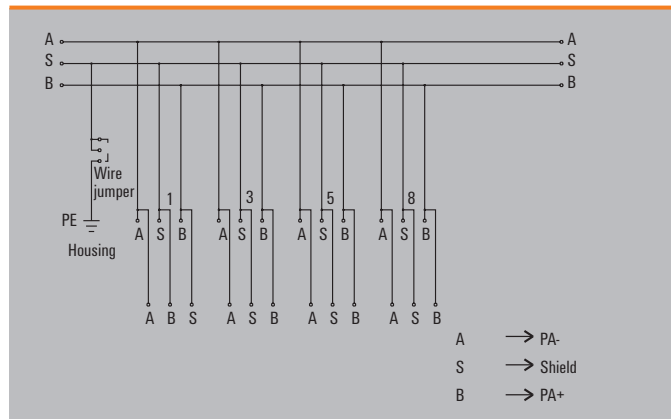 A A
S S
B B
Wire
jumper
1 3 5 8
PE
Housing
A S B A S B A S B A S B
A B S A S B A S B A S B
A → PA-
S → Shield
B → PA+